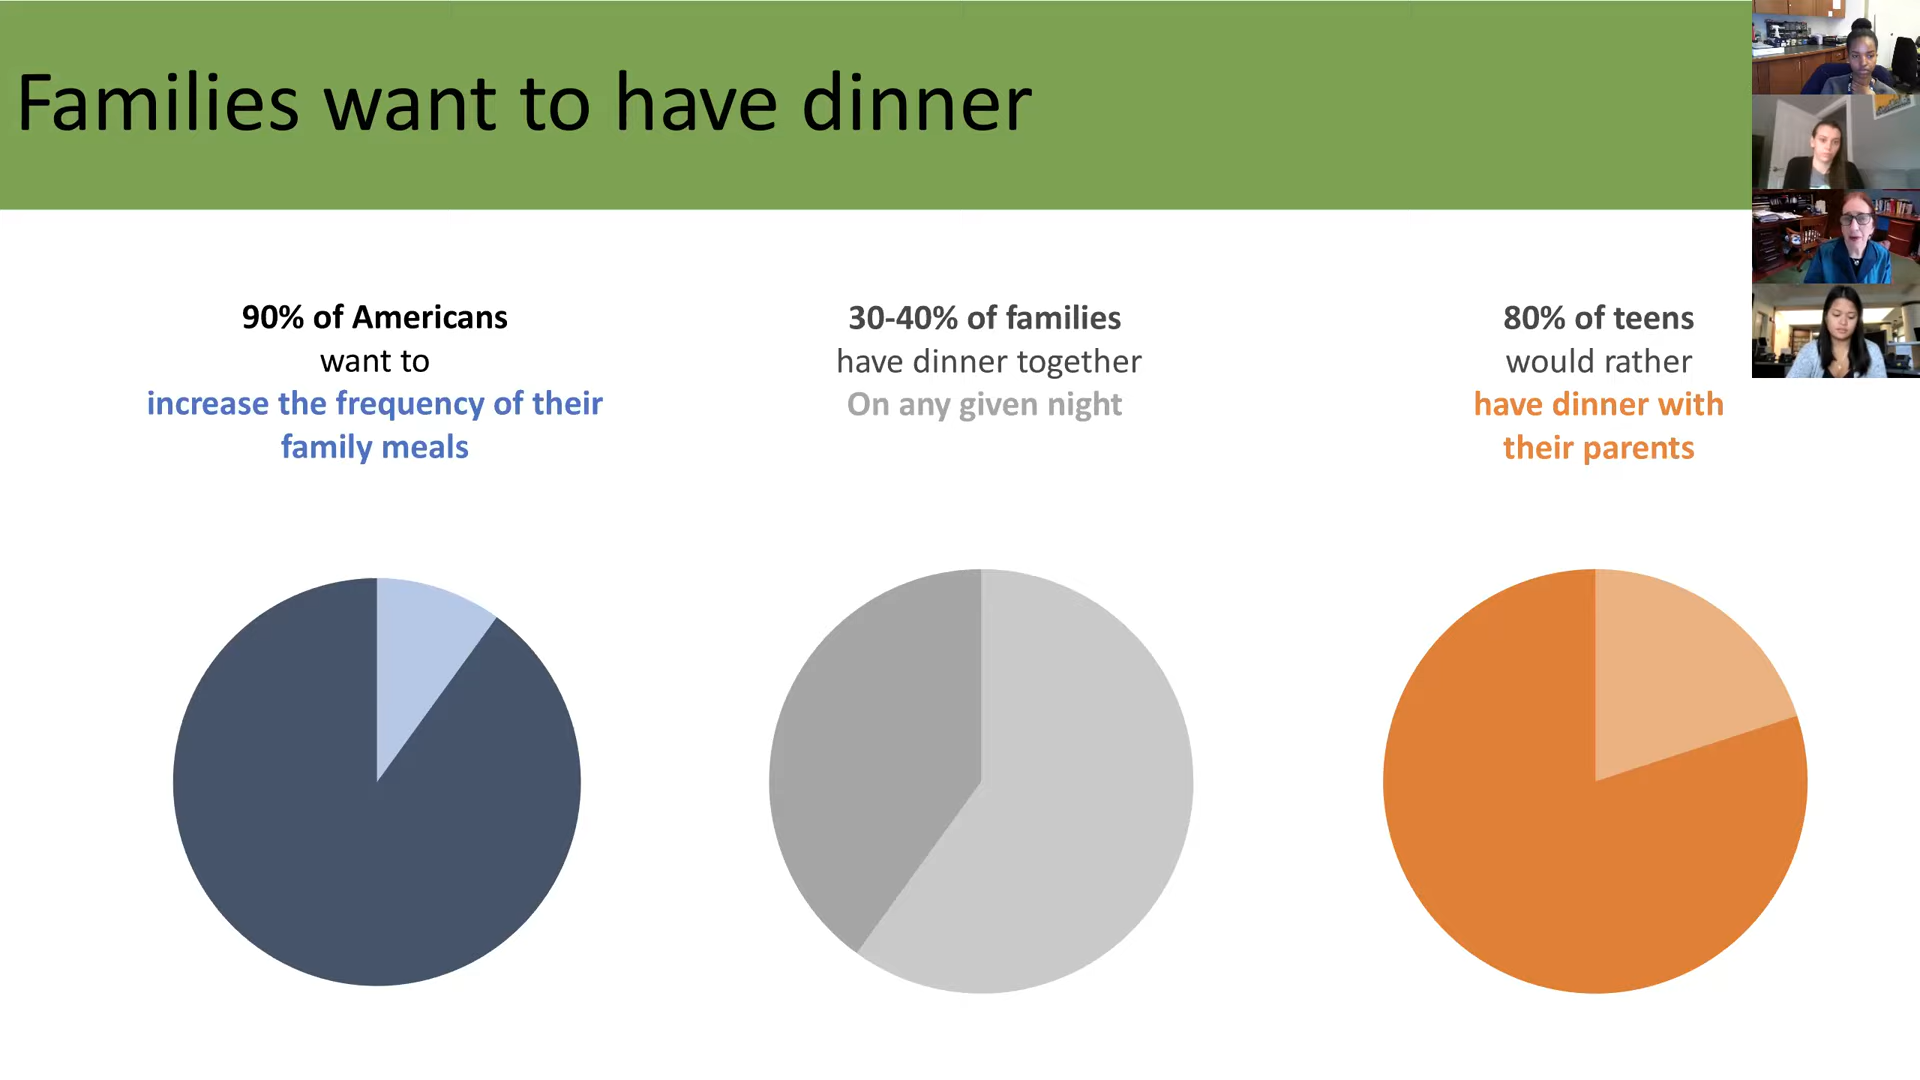 Families want to have dinner
90% of Americans
want to
increase the frequency of their
family meals
30-40% of families
have dinner together
On any given night
80% of teens
would rather
have dinner with
their parents